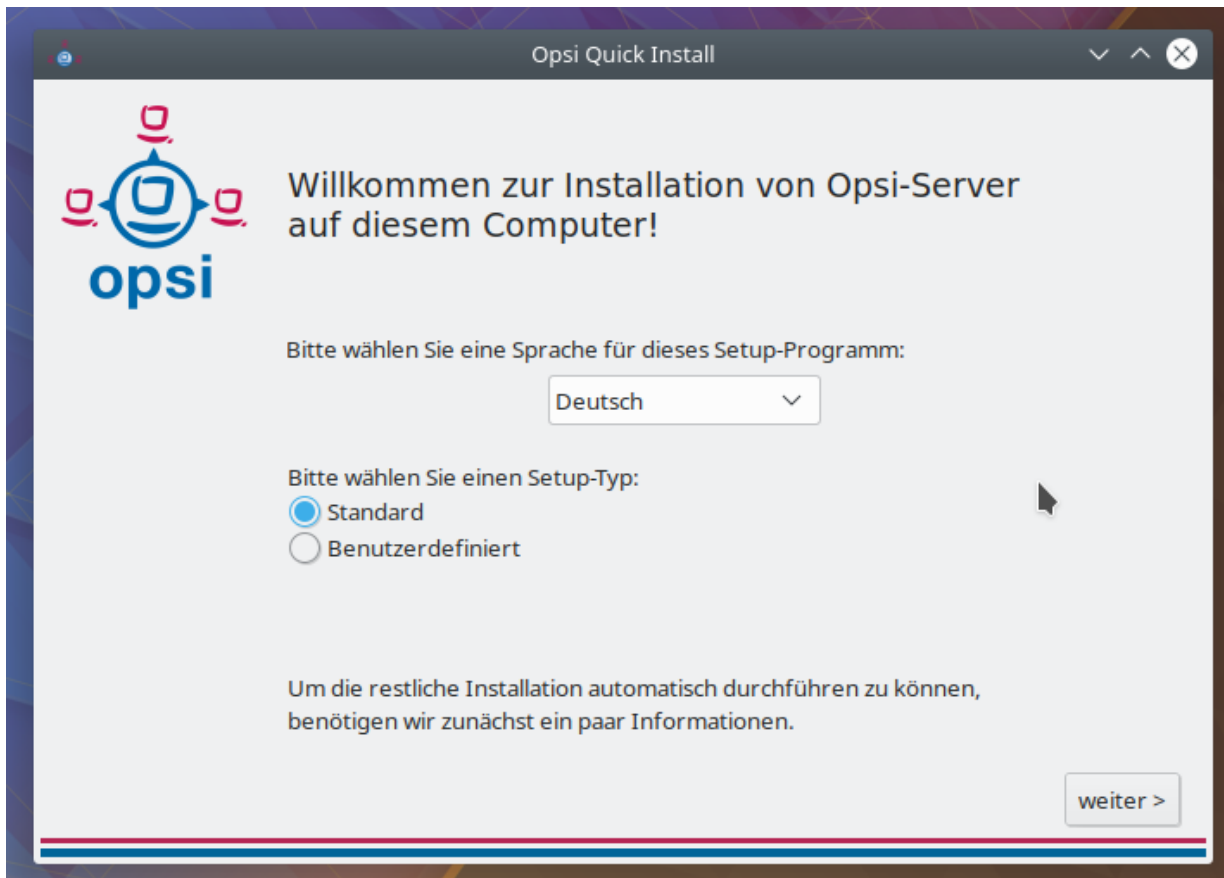 Opsi Quick Install
opsi
Willkommen zur Installation von Opsi-Server
auf diesem Computer!
Bitte wählen Sie eine Sprache für dieses Setup-Programm:
Deutsch
Bitte wählen Sie einen Setup-Typ:
Standard
Benutzerdefiniert
Um die restliche Installation automatisch durchführen zu können,
benötigen wir zunächst ein paar Informationen.
weiter >